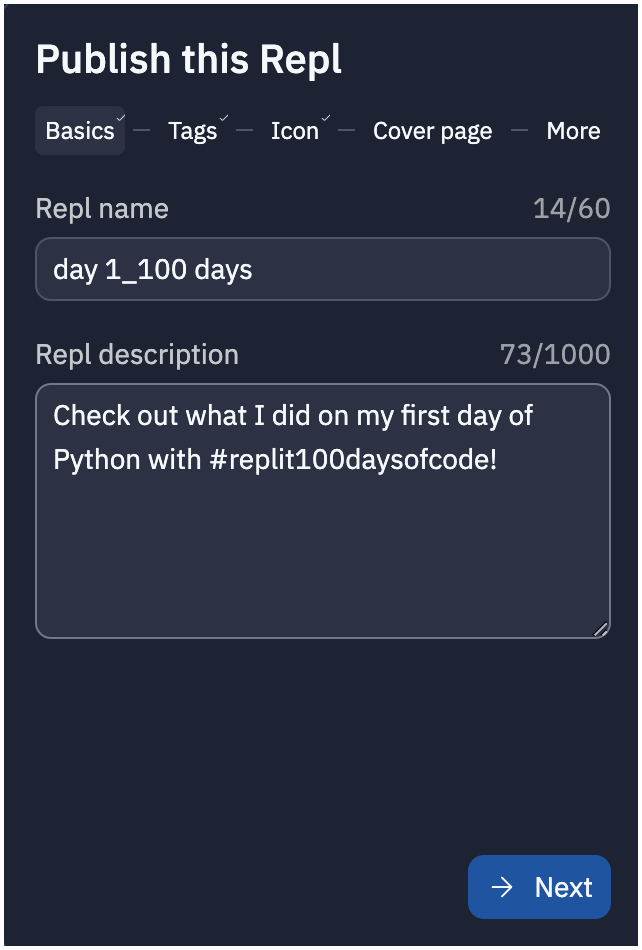 Publish this Repl
Basics — Tags — Icon — Cover page — More
Repl name 14/60
day 1_100 days
Repl description 73/1000
Check out what I did on my first day of
Python with #replit100daysofcode!
Next